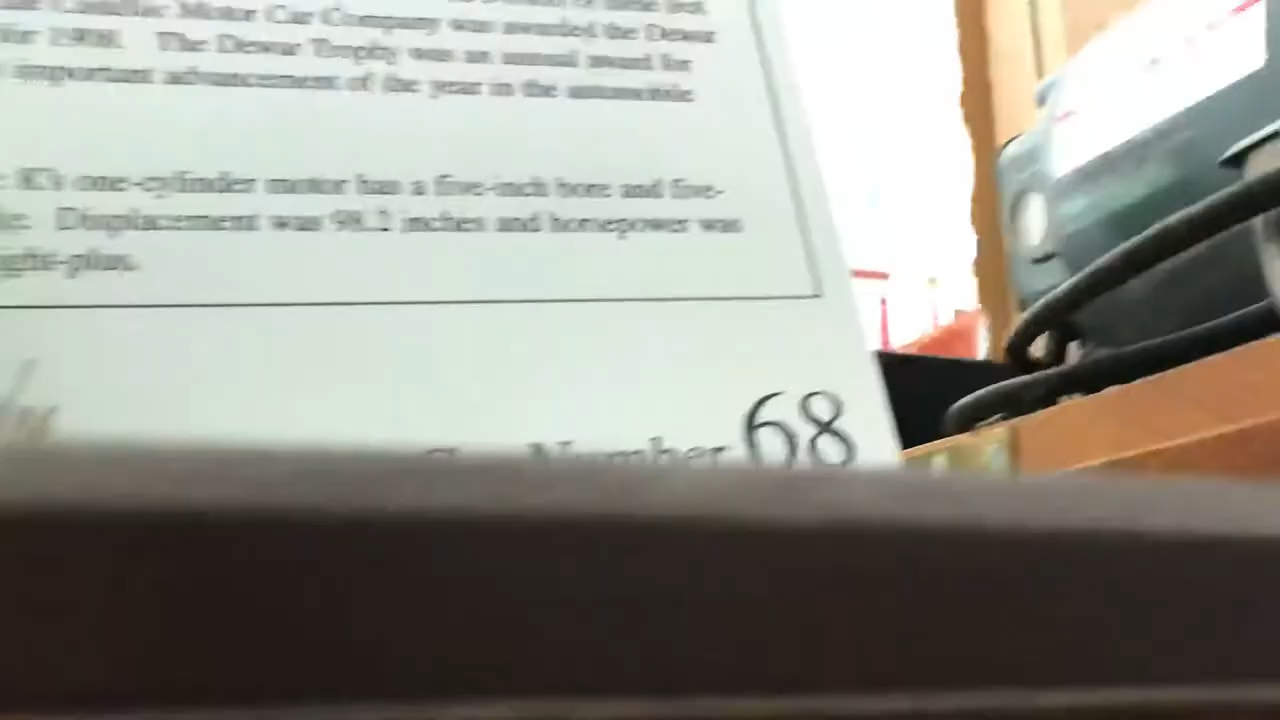 Cadillac Motor Car Company was awarded the Dewar
for 1908. The Dewar Trophy was an annual award for
important advancement of the year in the automobile
K's one-cylinder motor has a five-inch bore and five-
Displacement was 98.2 inches and horsepower was
Number 68